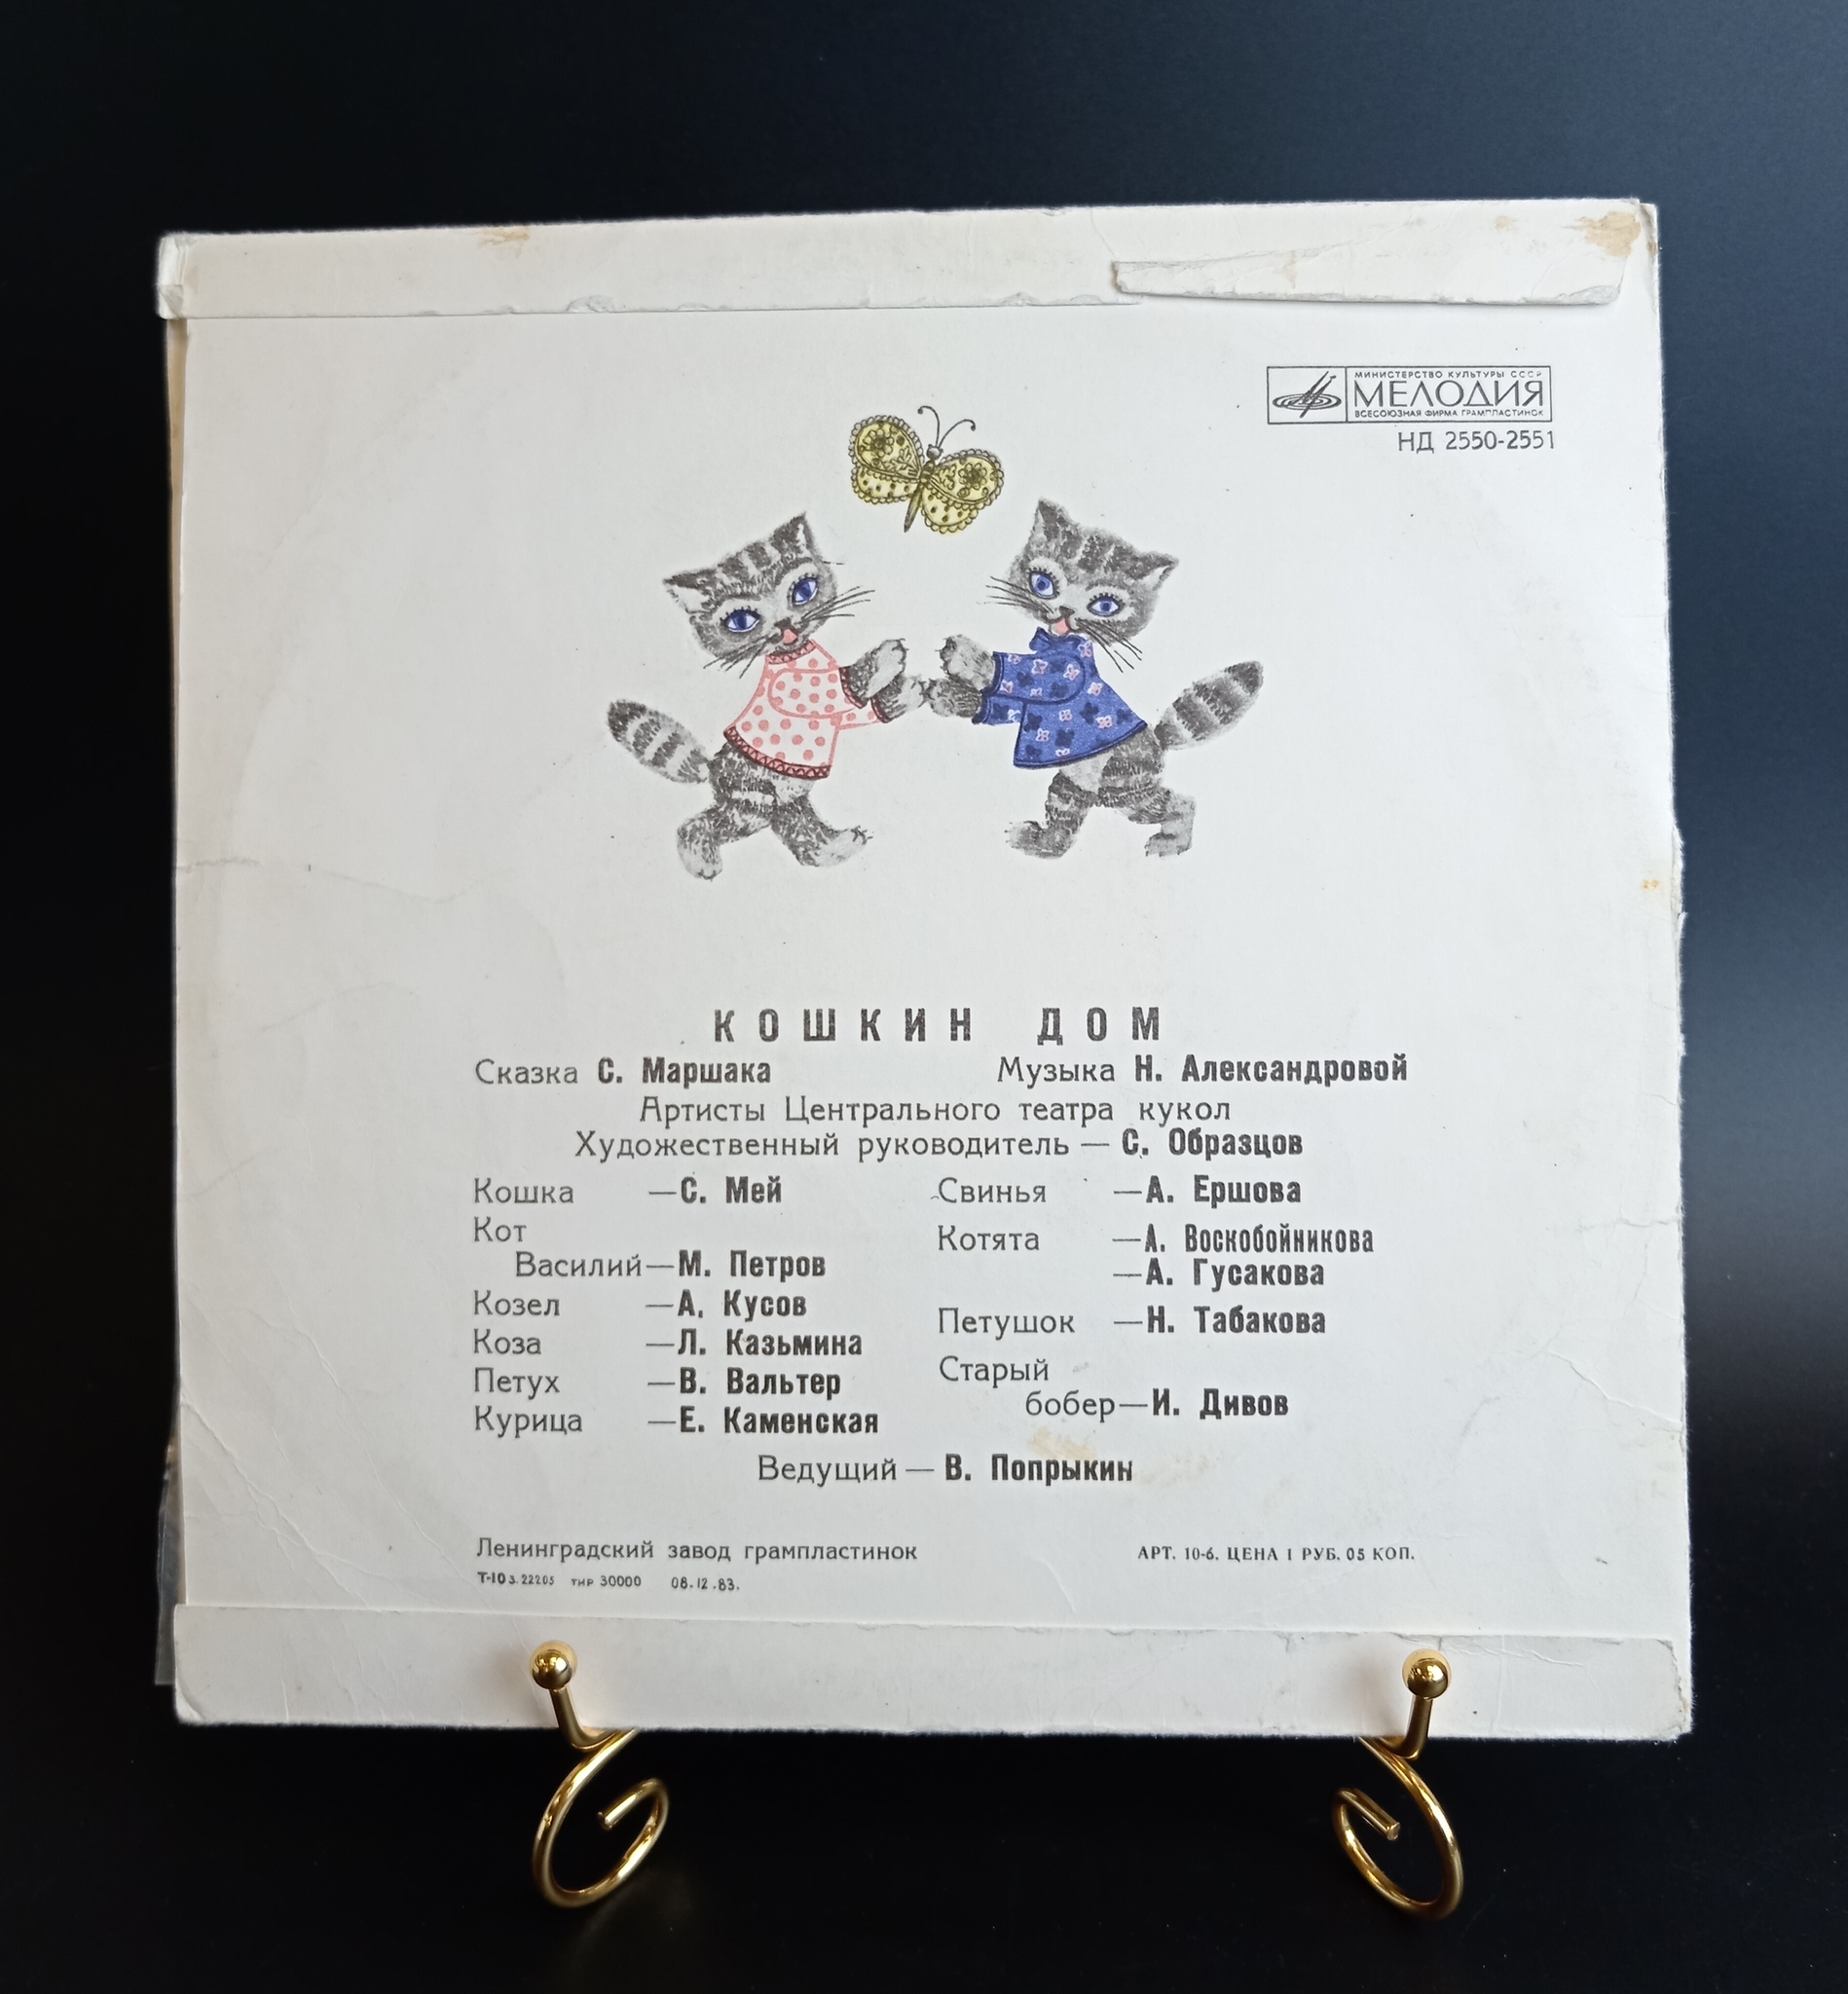 МИНИСТЕРСТВО КУЛЬТУРЫ СССР
МЕЛОДИЯ
ВСЕСОЮЗНАЯ ФИРМА ГРАМПЛАСТИНОК
НД 2550-2551
КОШКИН ДОМ
Сказка С. Маршака Музыка Н. Александровой
Артисты Центрального театра кукол
Художественный руководитель — С. Образцов
Кошка —С. Мей
Кот
Василий—М. Петров
Козел —А. Кусов
Коза —Л. Казьмина
Петух —В. Вальтер
Курица —Е. Каменская
Свинья —А. Ершова
Котята —А. Воскобойникова
—А. Гусакова
Петушок —Н. Табакова
Старый
бобер—И. Дивов
Ведущий — В. Попрыкин
Ленинградский завод грампластинок АРТ. 10-6. ЦЕНА 1 РУБ. 05 КОП.
Т-10 з. 22205 тир 30000 08.12.83.